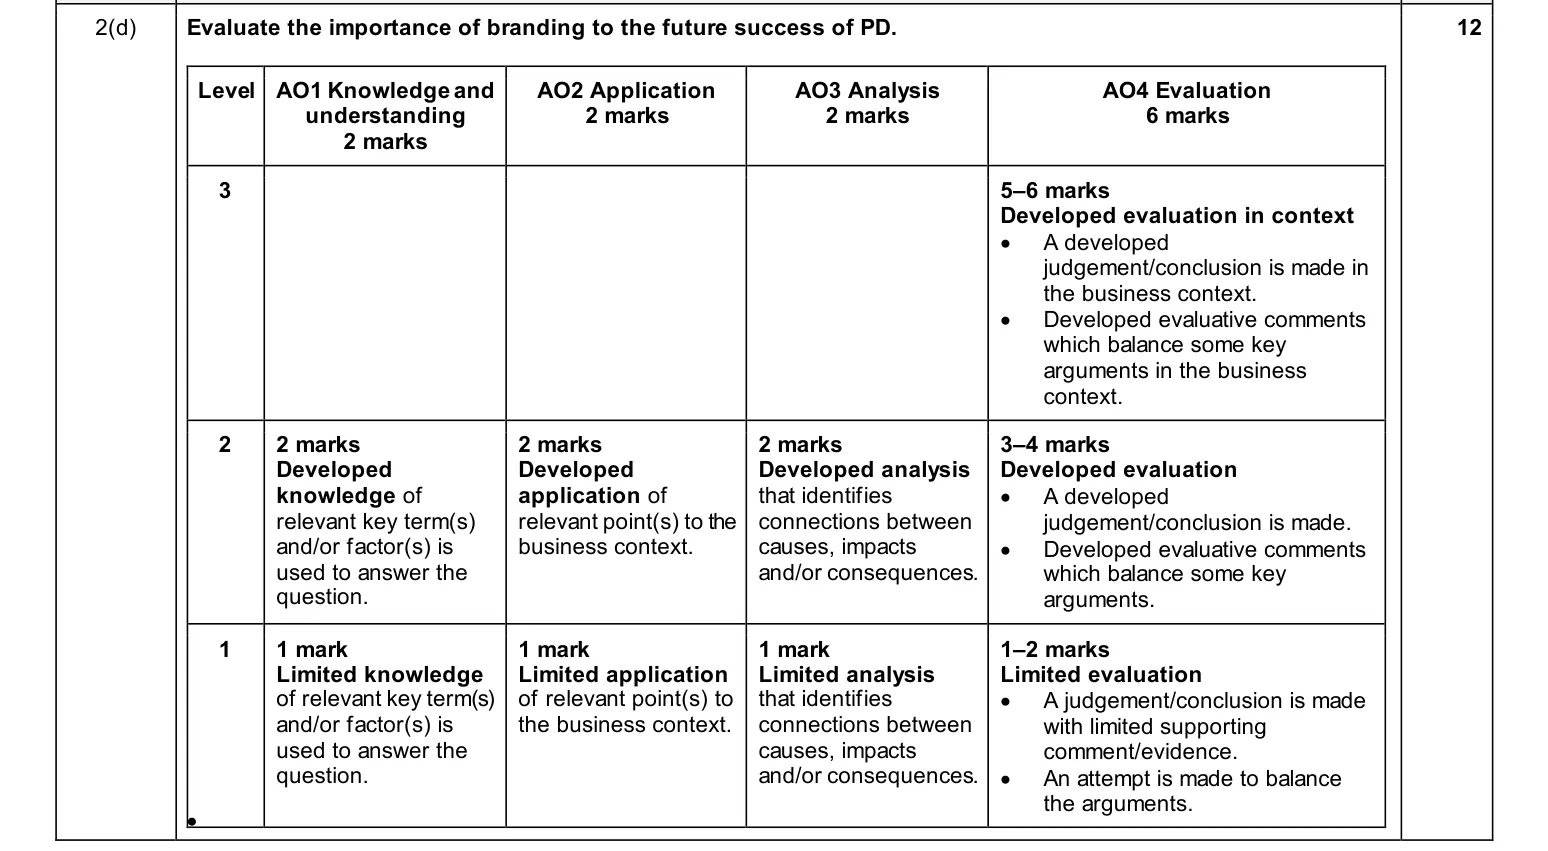 2(d) Evaluate the importance of branding to the future success of PD. 12
Level AO1 Knowledge and understanding 2 marks AO2 Application 2 marks AO3 Analysis 2 marks AO4 Evaluation 6 marks
3
5–6 marks
Developed evaluation in context
• A developed
judgement/conclusion is made in
the business context.
• Developed evaluative comments
which balance some key
arguments in the business
context.
2
2 marks
Developed
knowledge of
relevant key term(s)
and/or factor(s) is
used to answer the
question.
2 marks
Developed
application of
relevant point(s) to the
business context.
2 marks
Developed analysis
that identifies
connections between
causes, impacts
and/or consequences.
3–4 marks
Developed evaluation
• A developed
judgement/conclusion is made.
• Developed evaluative comments
which balance some key
arguments.
1
1 mark
Limited knowledge
of relevant key term(s)
and/or factor(s) is
used to answer the
question.
1 mark
Limited application
of relevant point(s) to
the business context.
1 mark
Limited analysis
that identifies
connections between
causes, impacts
and/or consequences.
1–2 marks
Limited evaluation
• A judgement/conclusion is made
with limited supporting
comment/evidence.
• An attempt is made to balance
the arguments.
•